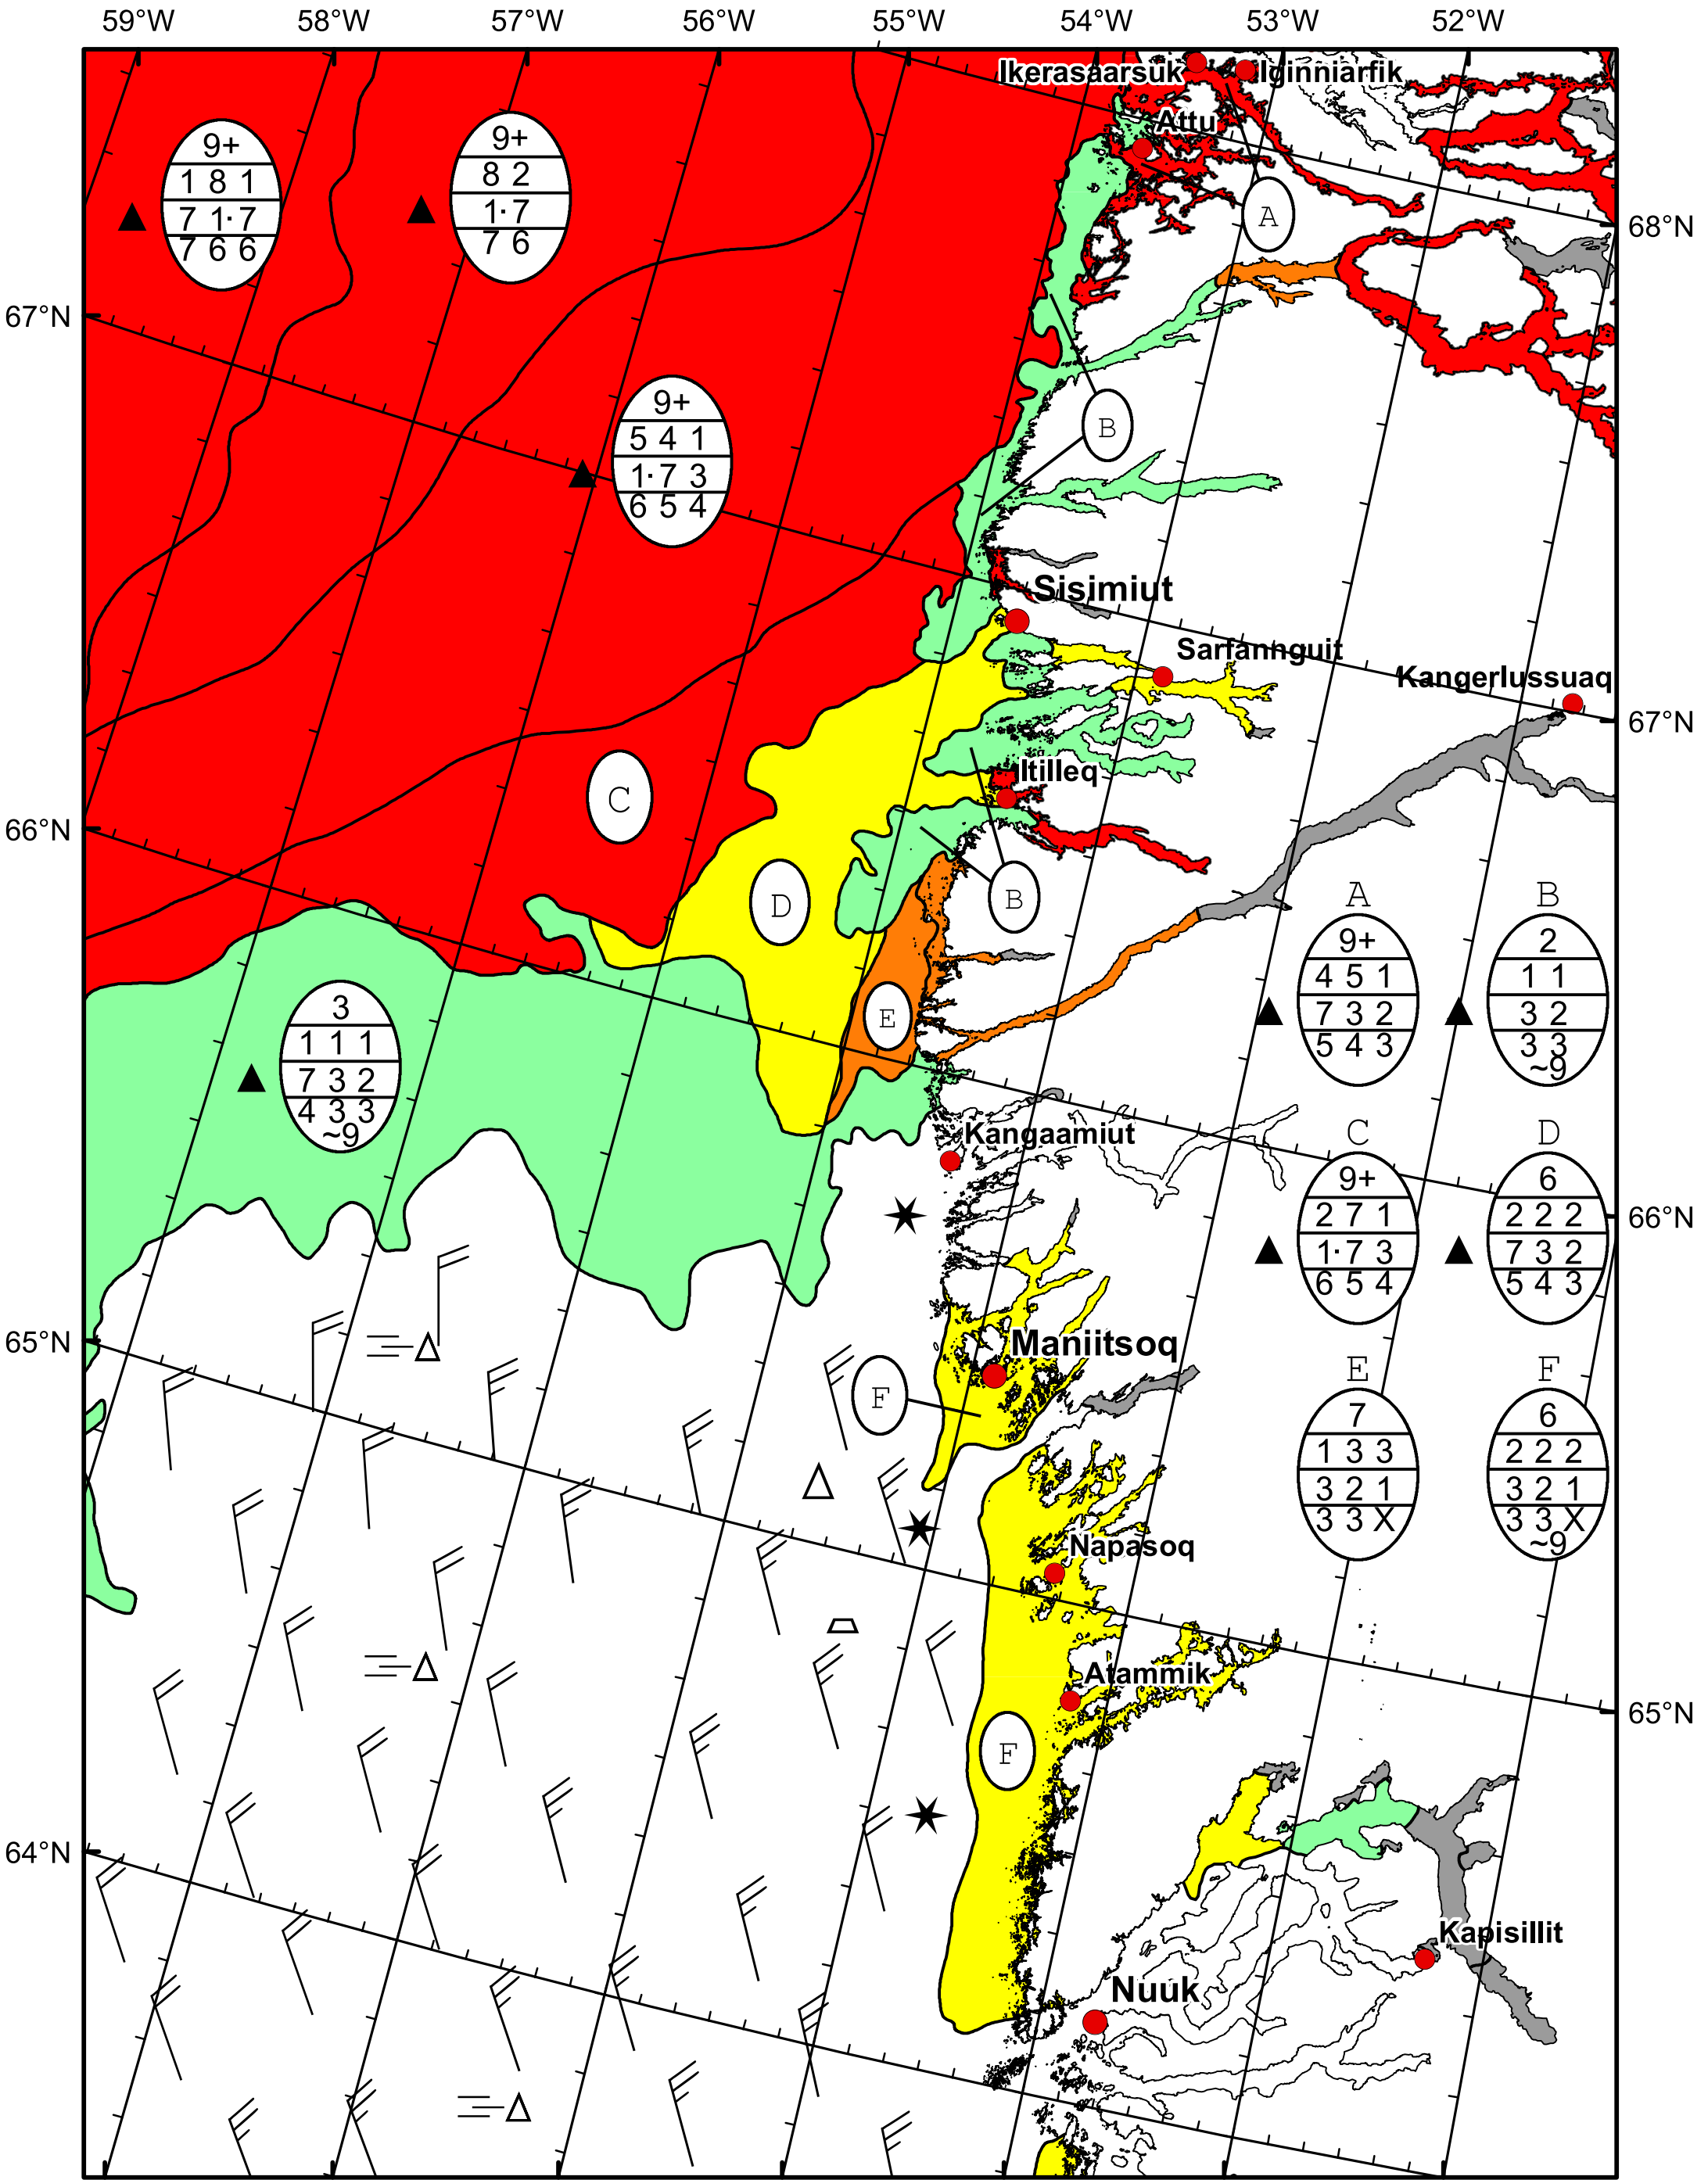 59°W 58°W 57°W 56°W 55°W 54°W 53°W 52°W
Ikerasaarsuk Iginniarfik
Attu
9+
1 8 1
7 1· 7
7 6 6
9+
8 2
1· 7
7 6
A
68°N
67°N
9+
5 4 1
1· 7 3
6 5 4
B
Sisimiut
Sarfannguit
Kangerlussuaq
67°N
Itilleq
C
66°N
D
B
E
3
1 1 1
7 3 2
4 3 3
~9
A
9+
4 5 1
7 3 2
5 4 3
B
2
1 1
3 2
3 3
~9
Kangaamiut
C
9+
2 7 1
1· 7 3
6 5 4
D
6
2 2 2
7 3 2
5 4 3
66°N
65°N
Maniitsoq
F
E
7
1 3 3
3 2 1
3 3 X
F
6
2 2 2
3 2 1
3 3 X
~9
Napasoq
Atammik
65°N
F
64°N
Kapisillit
Nuuk